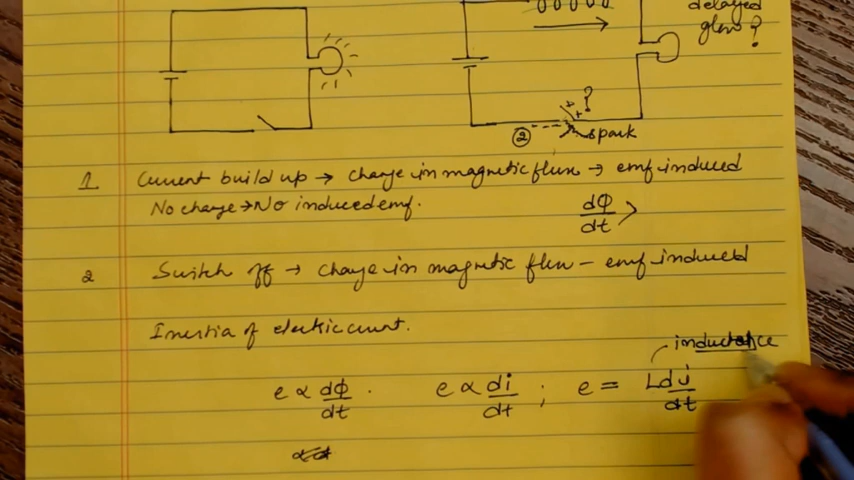 delayed
glow ?
?
② spark
1 Current build up → change in magnetic flux → emf induced
No change → No induced emf.
dΦ/dt >
2 Switch off → change in magnetic flux - emf induced
Inertia of electric current.
inductance
e ∝ dΦ/dt . e ∝ di/dt ; e = L di/dt